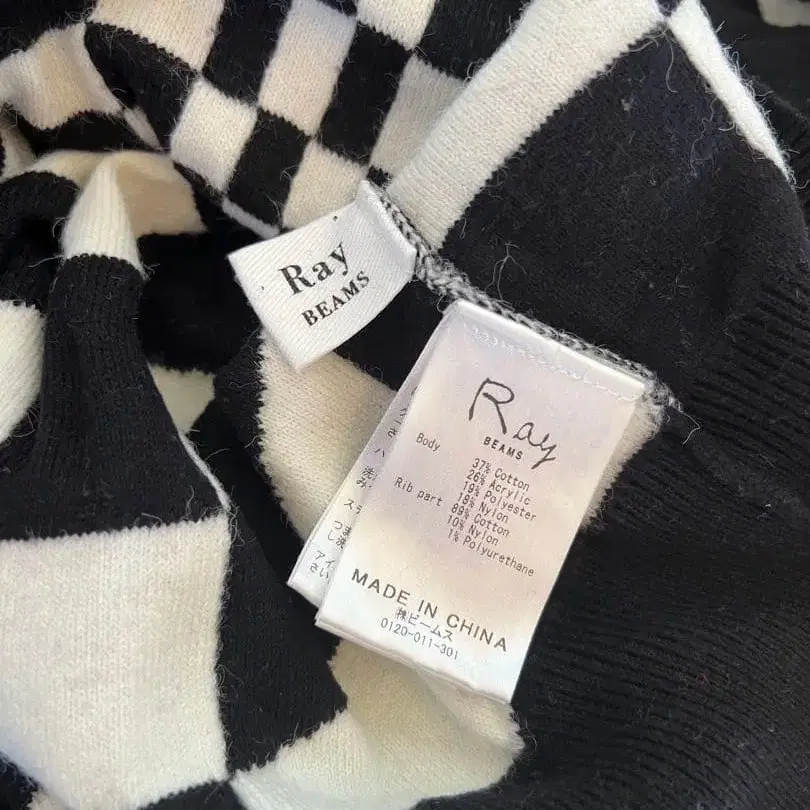 Ray
BEAMS
Ray
BEAMS
Body
37% Cotton
26% Acrylic
19% Polyester
18% Nylon
Rib part
89% Cotton
10% Nylon
1% Polyurethane
MADE IN CHINA
㈱ビームス
0120-011-301